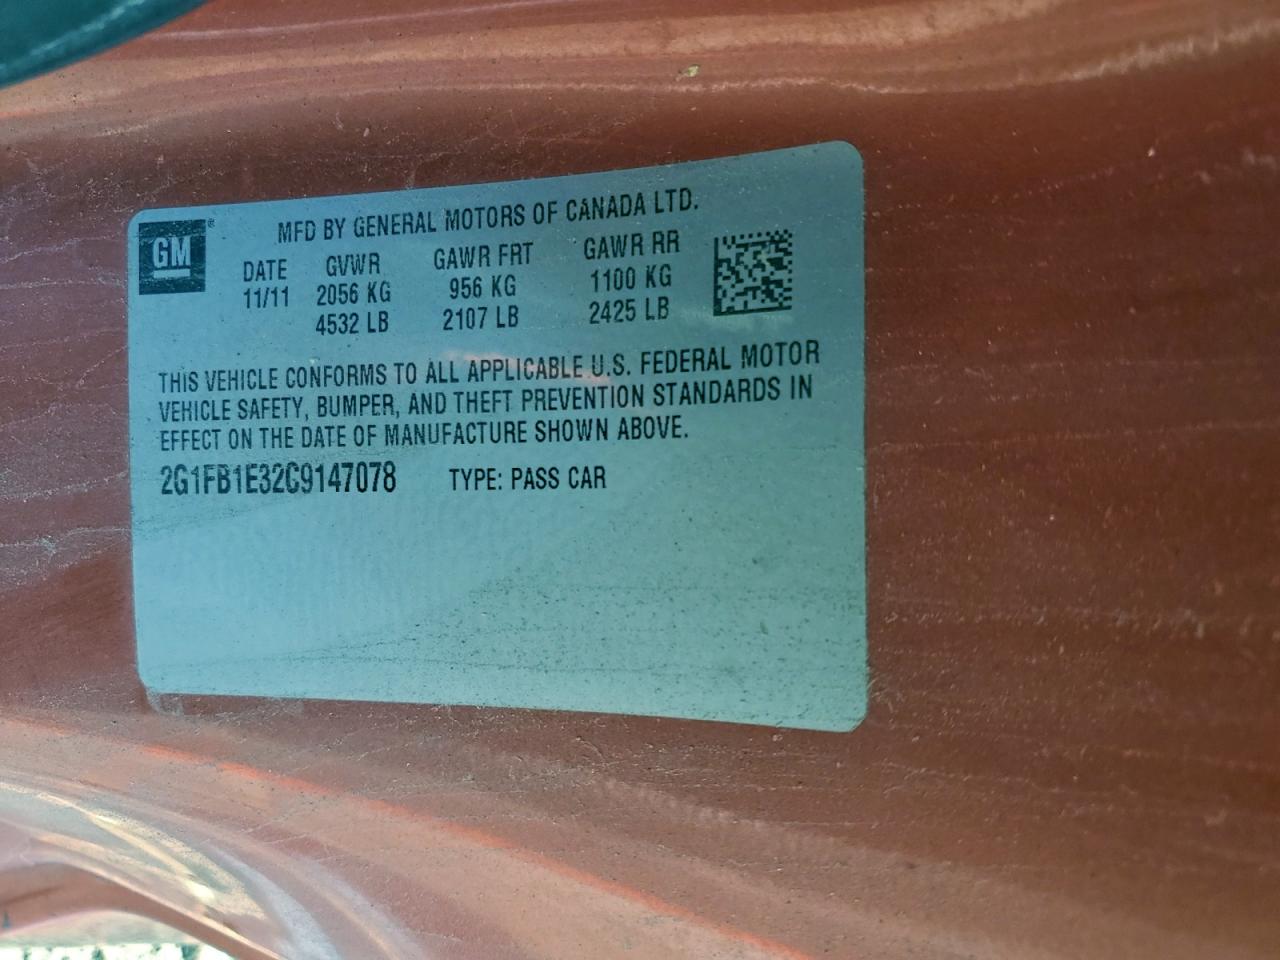 GM®
MFD BY GENERAL MOTORS OF CANADA LTD.
DATE GVWR GAWR FRT GAWR RR
11/11 2056 KG 956 KG 1100 KG
4532 LB 2107 LB 2425 LB
THIS VEHICLE CONFORMS TO ALL APPLICABLE U.S. FEDERAL MOTOR
VEHICLE SAFETY, BUMPER, AND THEFT PREVENTION STANDARDS IN
EFFECT ON THE DATE OF MANUFACTURE SHOWN ABOVE.
2G1FB1E32C9147078 TYPE: PASS CAR